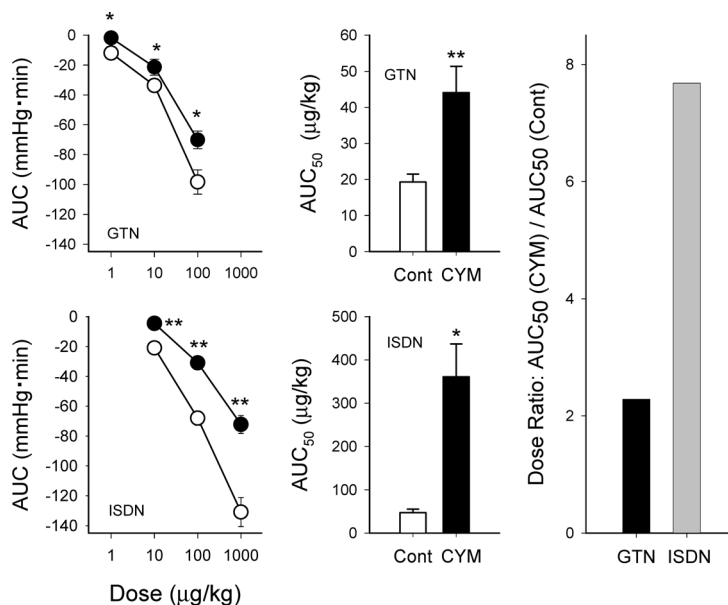 AUC (mmHg·min)
0
-20
-40
-60
-80
-100
-120
-140
*
*
*
GTN
1 10 100 1000
AUC50 (µg/kg)
60
50
40
30
20
10
0
GTN
**
Cont CYM
AUC (mmHg·min)
0
-20
-40
-60
-80
-100
-120
-140
**
**
**
ISDN
1 10 100 1000
Dose (µg/kg)
AUC50 (µg/kg)
500
400
300
200
100
0
ISDN
*
Cont CYM
Dose Ratio: AUC50 (CYM) / AUC50 (Cont)
8
6
4
2
0
GTN ISDN